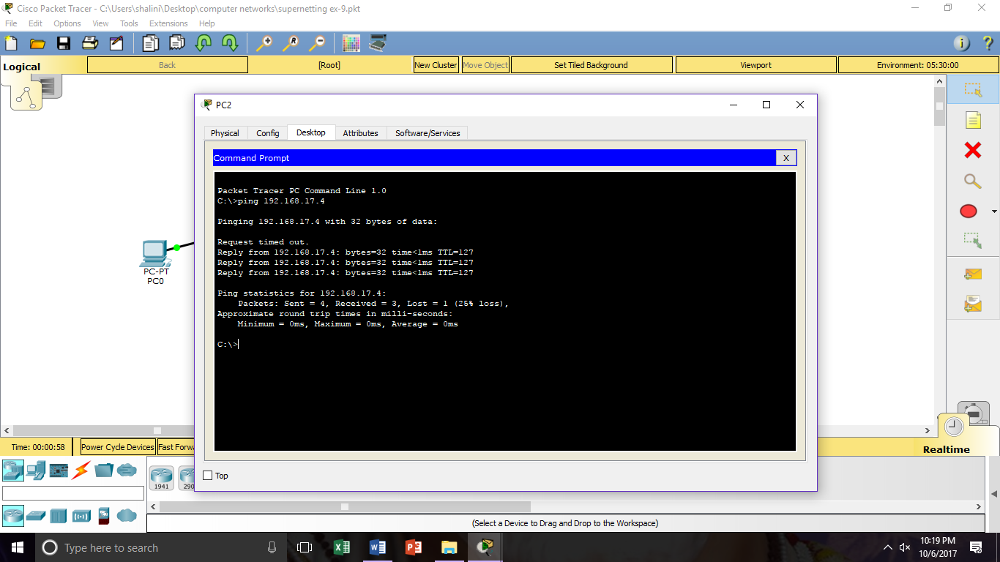 Cisco Packet Tracer - C:\Users\shalini\Desktop\computer networks\supernetting ex-9.pkt
File Edit Options View Tools Extensions Help
Logical Back [Root] New Cluster Move Object Set Tiled Background Viewport Environment: 05:30:00
PC2
Physical Config Desktop Attributes Software/Services
Command Prompt X
Packet Tracer PC Command Line 1.0
C:\>ping 192.168.17.4
Pinging 192.168.17.4 with 32 bytes of data:
Request timed out.
Reply from 192.168.17.4: bytes=32 time<1ms TTL=127
Reply from 192.168.17.4: bytes=32 time<1ms TTL=127
Reply from 192.168.17.4: bytes=32 time<1ms TTL=127
Ping statistics for 192.168.17.4:
Packets: Sent = 4, Received = 3, Lost = 1 (25% loss),
Approximate round trip times in milli-seconds:
Minimum = 0ms, Maximum = 0ms, Average = 0ms
C:\>
PC-PT
PC0
Top
Time: 00:00:58 Power Cycle Devices Fast Forw
Realtime
1941 290
(Select a Device to Drag and Drop to the Workspace)
Type here to search
10:19 PM
10/6/2017